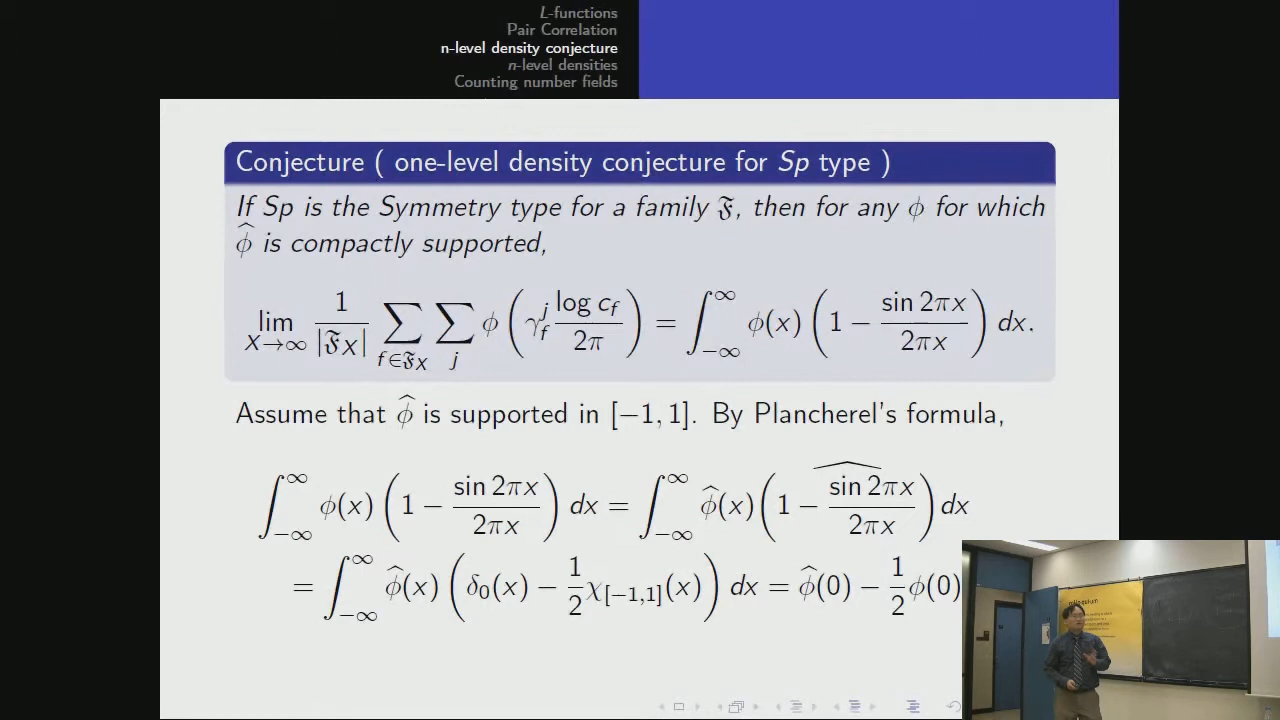 L-functions
Pair Correlation
n-level density conjecture
n-level densities
Counting number fields
Conjecture ( one-level density conjecture for Sp type )
If Sp is the Symmetry type for a family 𝔉, then for any ϕ for which
ϕ̂ is compactly supported,
lim_{X→∞} 1/|𝔉_X| ∑_{f∈𝔉_X} ∑_j ϕ(γ_f^j log c_f / 2π) = ∫_{−∞}^{∞} ϕ(x) (1 − sin 2πx / 2πx) dx.
Assume that ϕ̂ is supported in [−1, 1]. By Plancherel's formula,
∫_{−∞}^{∞} ϕ(x) (1 − sin 2πx / 2πx) dx = ∫_{−∞}^{∞} ϕ̂(x) (1 − sin 2πx / 2πx)̂ dx
= ∫_{−∞}^{∞} ϕ̂(x) (δ₀(x) − 1/2 χ_{[−1,1]}(x)) dx = ϕ̂(0) − 1/2 ϕ(0)